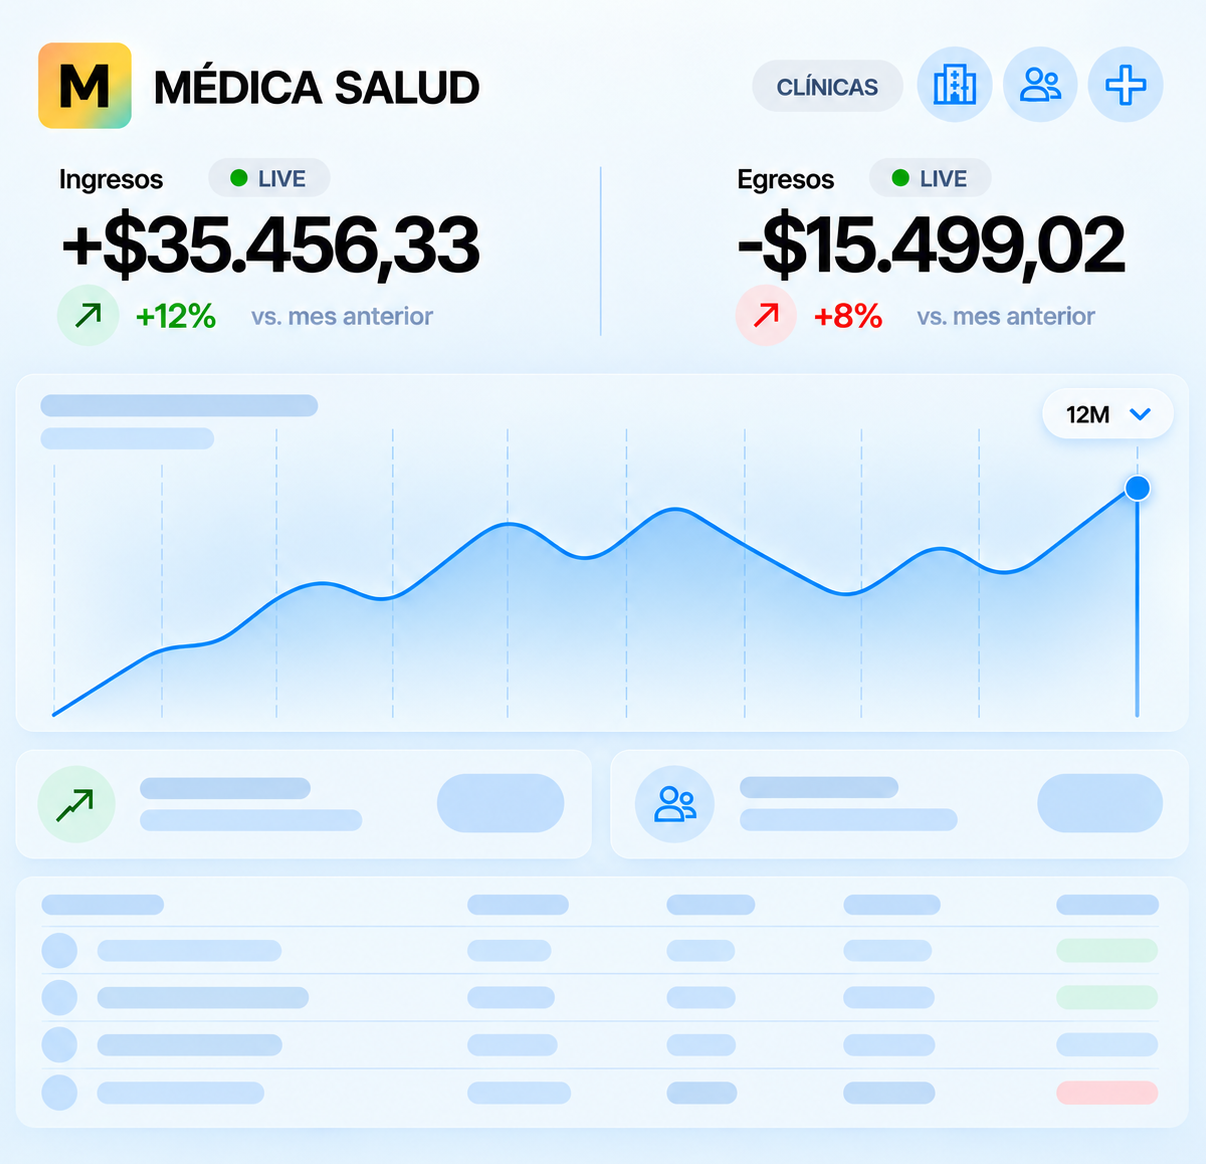 M MÉDICA SALUD
CLÍNICAS
Ingresos LIVE
+$35.456,33
+12% vs. mes anterior
Egresos LIVE
-$15.499,02
+8% vs. mes anterior
12M